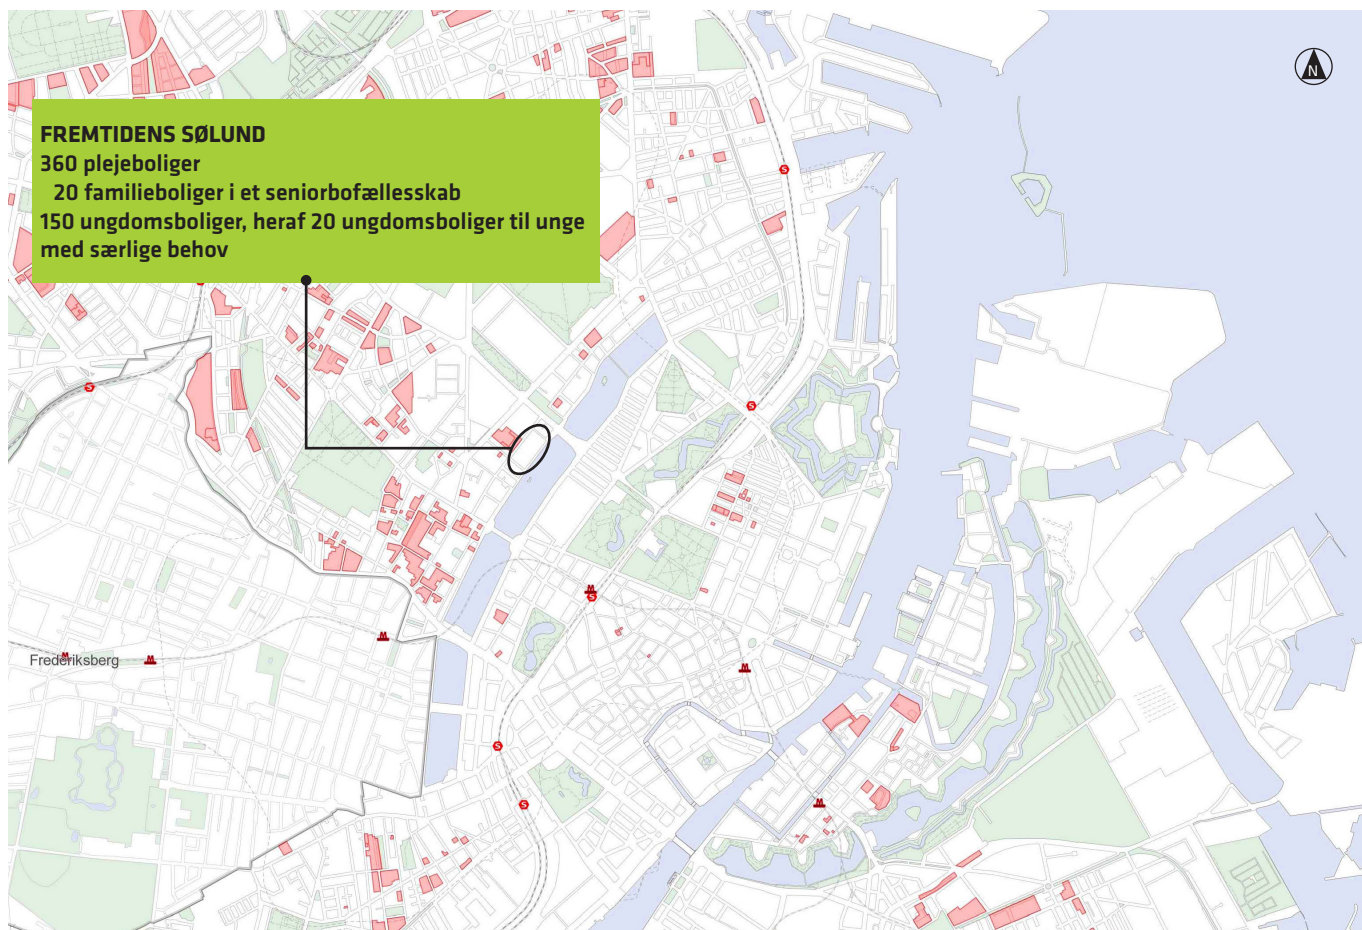 FREMTIDENS SØLUND
360 plejeboliger
20 familieboliger i et seniorbofællesskab
150 ungdomsboliger, heraf 20 ungdomsboliger til unge
med særlige behov
N
S
S
S
S
M
S
M
M
Frederiksberg
M
M
S
S
M